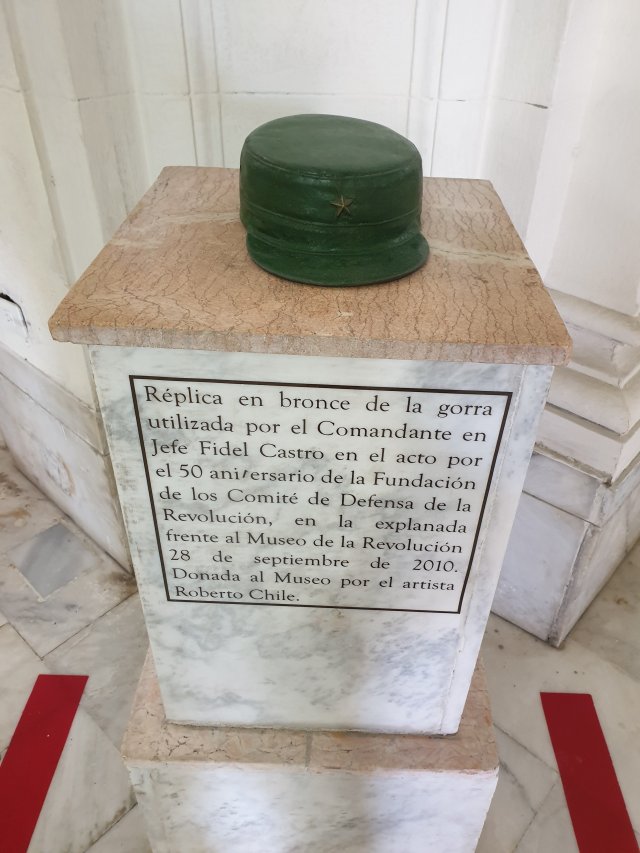 Réplica en bronce de la gorra
utilizada por el Comandante en
Jefe Fidel Castro en el acto por
el 50 aniversario de la Fundación
de los Comité de Defensa de la
Revolución, en la explanada
frente al Museo de la Revolución
28 de septiembre de 2010.
Donada al Museo por el artista
Roberto Chile.